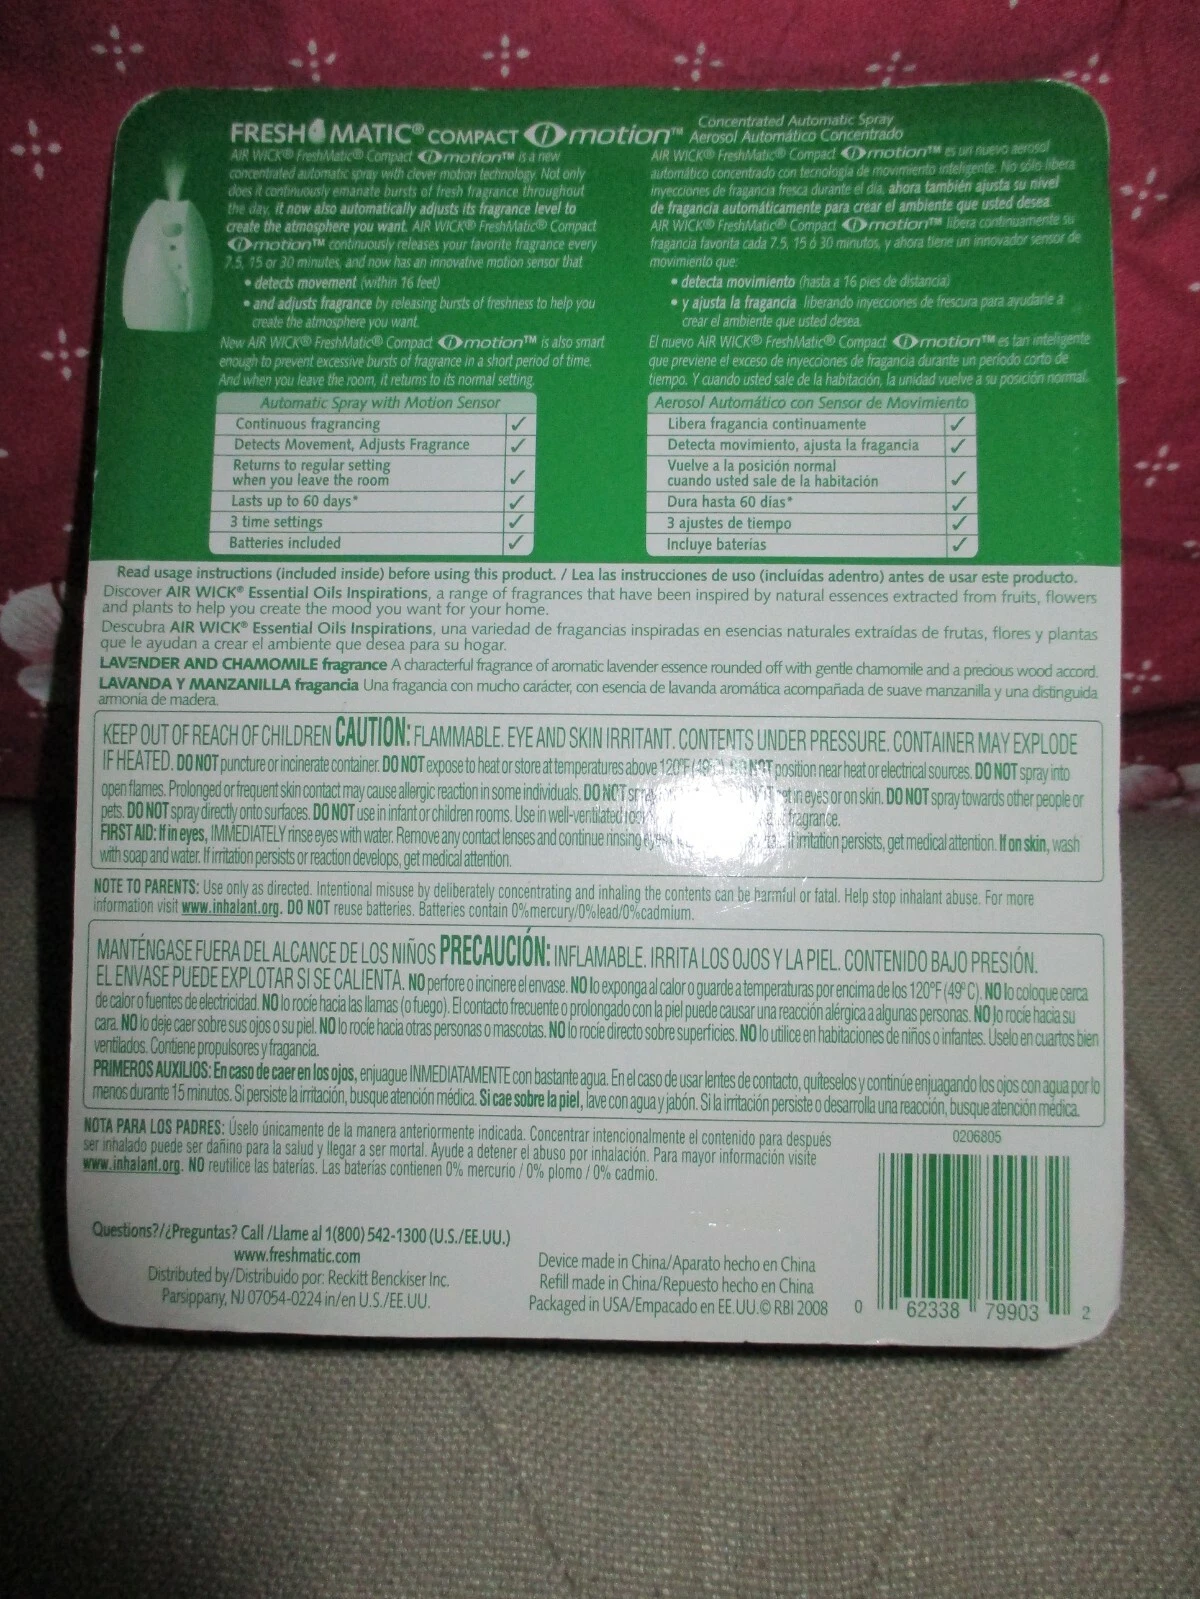 FRESH MATIC® COMPACT i motion™ Concentrated Automatic Spray
Aerosol Automático Concentrado
AIR WICK® FreshMatic® Compact i motion™ is a new
concentrated automatic spray with clever motion technology. Not only
does it continuously emanate bursts of fresh fragrance throughout
the day, it now also automatically adjusts its fragrance level to
create the atmosphere you want. AIR WICK® FreshMatic® Compact
i motion™ continuously releases your favorite fragrance every
7.5, 15 or 30 minutes, and now has an innovative motion sensor that
• detects movement (within 16 feet)
• and adjusts fragrance by releasing bursts of freshness to help you
create the atmosphere you want.
New AIR WICK® FreshMatic® Compact i motion™ is also smart
enough to prevent excessive bursts of fragrance in a short period of time.
And when you leave the room, it returns to its normal setting.
AIR WICK® FreshMatic® Compact i motion™ es un nuevo aerosol
automático concentrado con tecnología de movimiento inteligente. No sólo libera
inyecciones de fragancia fresca durante el día, ahora también ajusta su nivel
de fragancia automáticamente para crear el ambiente que usted desea.
AIR WICK® FreshMatic® Compact i motion™ libera continuamente su
fragancia favorita cada 7.5, 15 ó 30 minutos, y ahora tiene un innovador sensor de
movimiento que:
• detecta movimiento (hasta a 16 pies de distancia)
• y ajusta la fragancia liberando inyecciones de frescura para ayudarle a
crear el ambiente que usted desea.
El nuevo AIR WICK® FreshMatic® Compact i motion™ es tan inteligente
que previene el exceso de inyecciones de fragancia durante un período corto de
tiempo. Y cuando usted sale de la habitación, la unidad vuelve a su posición normal.
Automatic Spray with Motion Sensor
Continuous fragrancing ✓
Detects Movement, Adjusts Fragrance ✓
Returns to regular setting
when you leave the room ✓
Lasts up to 60 days* ✓
3 time settings ✓
Batteries included ✓
Aerosol Automático con Sensor de Movimiento
Libera fragancia continuamente ✓
Detecta movimiento, ajusta la fragancia ✓
Vuelve a la posición normal
cuando usted sale de la habitación ✓
Dura hasta 60 días* ✓
3 ajustes de tiempo ✓
Incluye baterías ✓
Read usage instructions (included inside) before using this product. / Lea las instrucciones de uso (incluídas adentro) antes de usar este producto.
Discover AIR WICK® Essential Oils Inspirations, a range of fragrances that have been inspired by natural essences extracted from fruits, flowers
and plants to help you create the mood you want for your home.
Descubra AIR WICK® Essential Oils Inspirations, una variedad de fragancias inspiradas en esencias naturales extraídas de frutas, flores y plantas
que le ayudan a crear el ambiente que desea para su hogar.
LAVENDER AND CHAMOMILE fragrance A characterful fragrance of aromatic lavender essence rounded off with gentle chamomile and a precious wood accord.
LAVANDA Y MANZANILLA fragancia Una fragancia con mucho carácter, con esencia de lavanda aromática acompañada de suave manzanilla y una distinguida
armonía de madera.
KEEP OUT OF REACH OF CHILDREN CAUTION: FLAMMABLE. EYE AND SKIN IRRITANT. CONTENTS UNDER PRESSURE. CONTAINER MAY EXPLODE
IF HEATED. DO NOT puncture or incinerate container. DO NOT expose to heat or store at temperatures above 120°F (49°C). DO NOT position near heat or electrical sources. DO NOT spray into
open flames. Prolonged or frequent skin contact may cause allergic reaction in some individuals. DO NOT in eyes or on skin. DO NOT spray towards other people or
pets. DO NOT spray directly onto surfaces. DO NOT use in infant or children rooms. Use in well-ventilated fragrance.
FIRST AID: If in eyes, IMMEDIATELY rinse eyes with water. Remove any contact lenses and continue rinsing irritation persists, get medical attention. If on skin, wash
with soap and water. If irritation persists or reaction develops, get medical attention.
NOTE TO PARENTS: Use only as directed. Intentional misuse by deliberately concentrating and inhaling the contents can be harmful or fatal. Help stop inhalant abuse. For more
information visit www.inhalant.org. DO NOT reuse batteries. Batteries contain 0%mercury/0%lead/0%cadmium.
MANTÉNGASE FUERA DEL ALCANCE DE LOS NIÑOS PRECAUCIÓN: INFLAMABLE. IRRITA LOS OJOS Y LA PIEL. CONTENIDO BAJO PRESIÓN.
EL ENVASE PUEDE EXPLOTAR SI SE CALIENTA. NO perfore o incinere el envase. NO lo exponga al calor o guarde a temperaturas por encima de los 120°F (49° C). NO lo coloque cerca
de calor o fuentes de electricidad. NO lo rocíe hacia las llamas (o fuego). El contacto frecuente o prolongado con la piel puede causar una reacción alérgica a algunas personas. NO lo rocíe hacia su
cara. NO lo deje caer sobre sus ojos o su piel. NO lo rocíe hacia otras personas o mascotas. NO lo rocíe directo sobre superficies. NO lo utilice en habitaciones de niños o infantes. Úselo en cuartos bien
ventilados. Contiene propulsores y fragancia.
PRIMEROS AUXILIOS: En caso de caer en los ojos, enjuague INMEDIATAMENTE con bastante agua. En el caso de usar lentes de contacto, quíteselos y continúe enjuagando los ojos con agua por lo
menos durante 15 minutos. Si persiste la irritación, busque atención médica. Si cae sobre la piel, lave con agua y jabón. Si la irritación persiste o desarrolla una reacción, busque atención médica.
NOTA PARA LOS PADRES: Úselo únicamente de la manera anteriormente indicada. Concentrar intencionalmente el contenido para después
ser inhalado puede ser dañino para la salud y llegar a ser mortal. Ayude a detener el abuso por inhalación. Para mayor información visite
www.inhalant.org. NO reutilice las baterías. Las baterías contienen 0% mercurio / 0% plomo / 0% cadmio.
0206805
Questions?/¿Preguntas? Call /Llame al 1(800) 542-1300 (U.S./EE.UU.)
www.freshmatic.com
Distributed by/Distribuido por: Reckitt Benckiser Inc.
Parsippany, NJ 07054-0224 in/en U.S./EE.UU.
Device made in China/Aparato hecho en China
Refill made in China/Repuesto hecho en China
Packaged in USA/Empacado en EE.UU.© RBI 2008
0 62338 79903 2